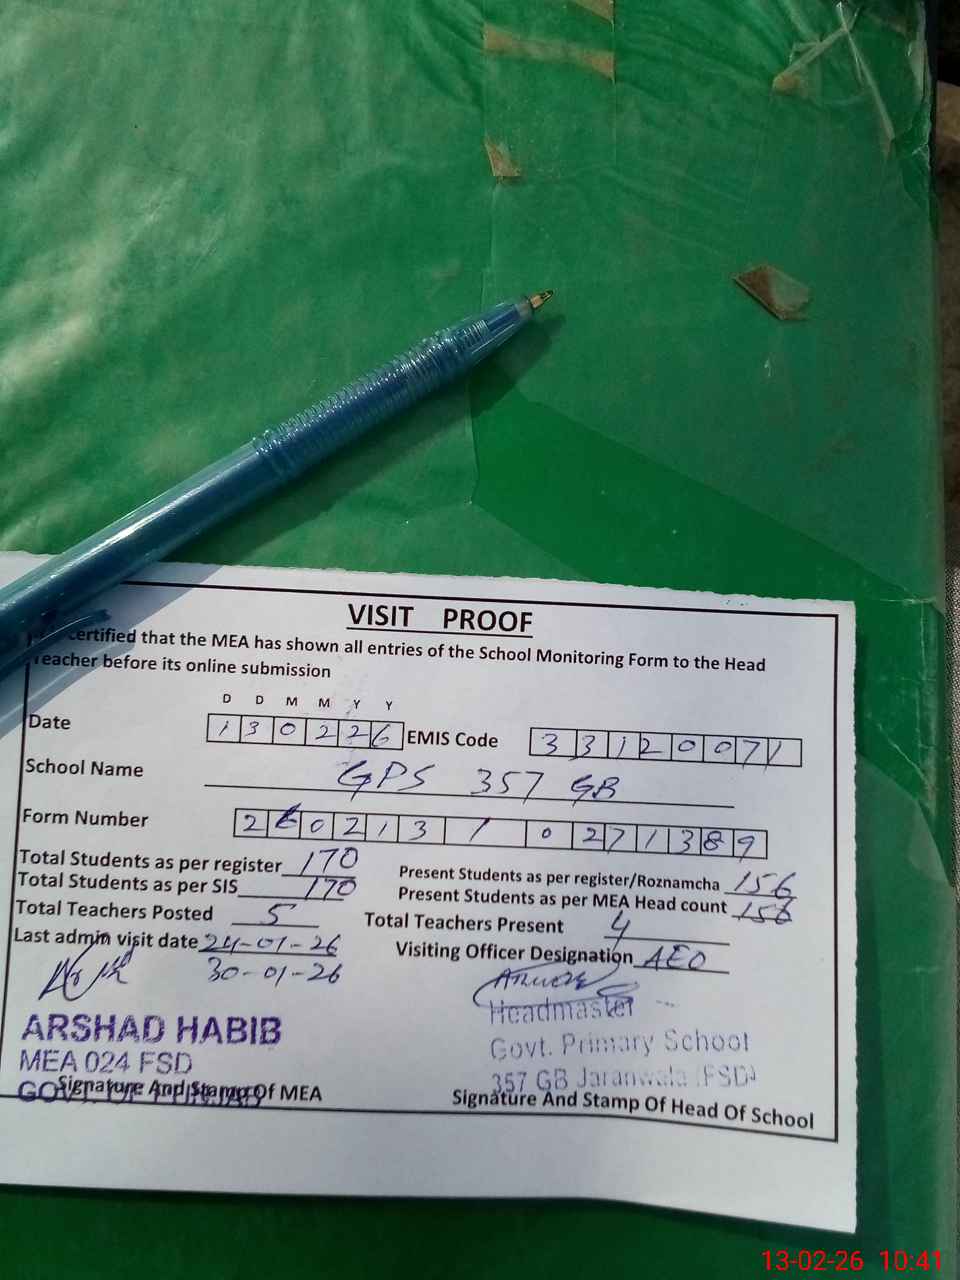 VISIT PROOF
certified that the MEA has shown all entries of the School Monitoring Form to the Head
Teacher before its online submission
D D M M Y Y
Date 1 3 0 2 2 6 EMIS Code 3 3 1 2 0 0 7 1
School Name GPS 357 GB
Form Number 2 6 0 2 1 3 1 0 2 7 1 3 8 9
Total Students as per register 170 Present Students as per register/Roznamcha 156
Total Students as per SIS 170 Present Students as per MEA Head count 156
Total Teachers Posted 5 Total Teachers Present 4
Last admin visit date 24-01-26 Visiting Officer Designation AEO
30-01-26
ARSHAD HABIB
MEA 024 FSD
GOVT. OF PUNJAB
Signature And Stamp Of MEA
Headmaster
Govt. Primary School
357 GB Jaranwala (FSD)
Signature And Stamp Of Head Of School
13-02-26 10:41